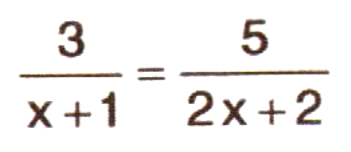 3/(x+1) = 5/(2x+2)